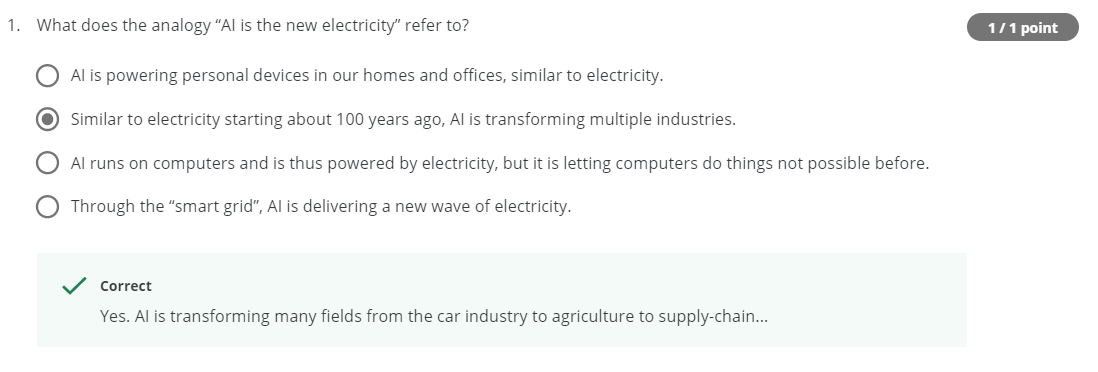 1. What does the analogy “AI is the new electricity” refer to?
1 / 1 point
AI is powering personal devices in our homes and offices, similar to electricity.
Similar to electricity starting about 100 years ago, AI is transforming multiple industries.
AI runs on computers and is thus powered by electricity, but it is letting computers do things not possible before.
Through the “smart grid”, AI is delivering a new wave of electricity.
Correct
Yes. AI is transforming many fields from the car industry to agriculture to supply-chain...